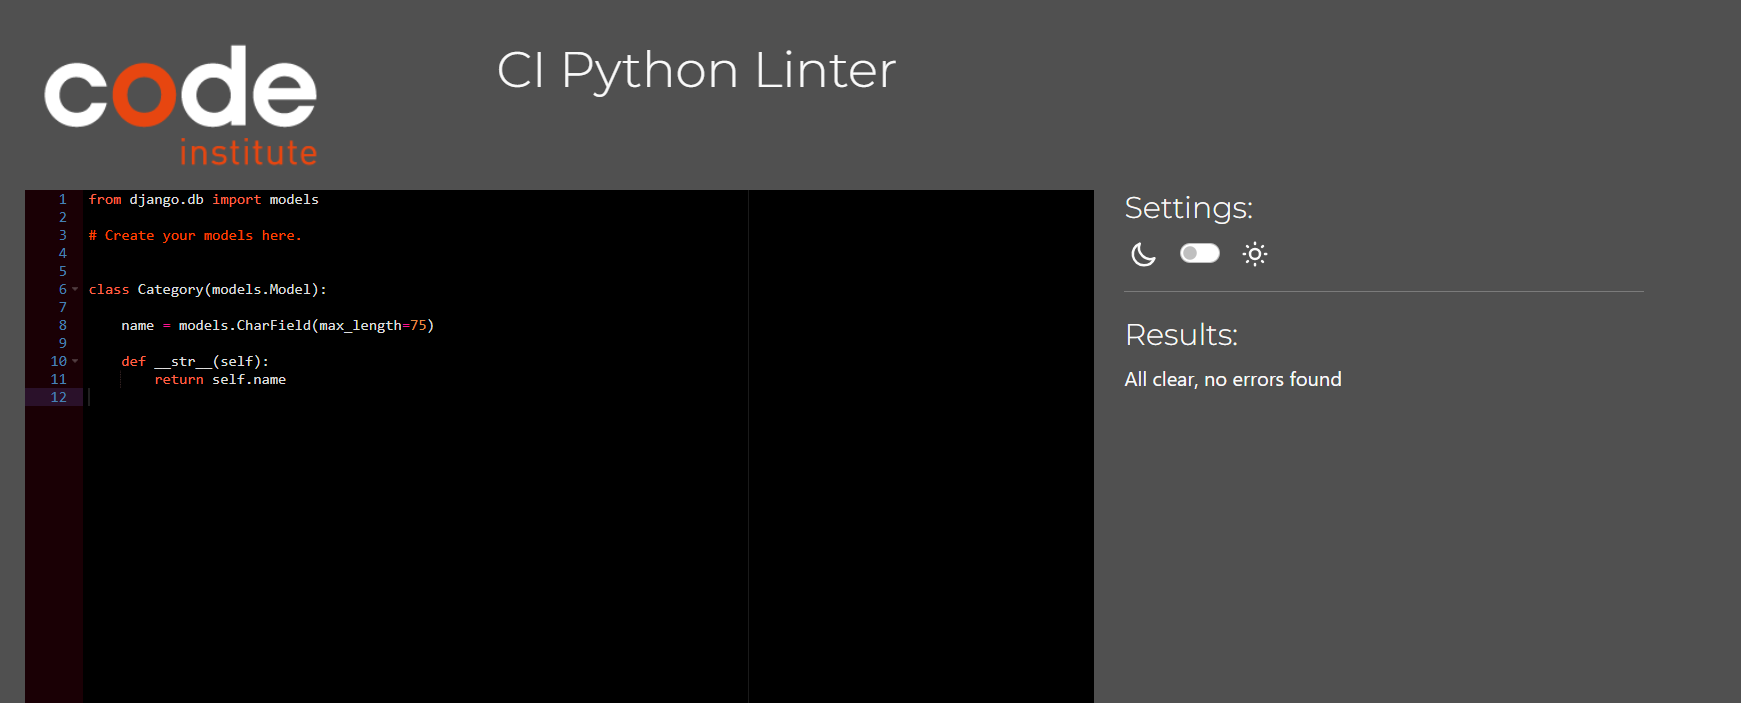 code
institute
CI Python Linter
1 from django.db import models
2
3 # Create your models here.
4
5
6 class Category(models.Model):
7
8     name = models.CharField(max_length=75)
9
10     def __str__(self):
11         return self.name
12
Settings:
Results:
All clear, no errors found